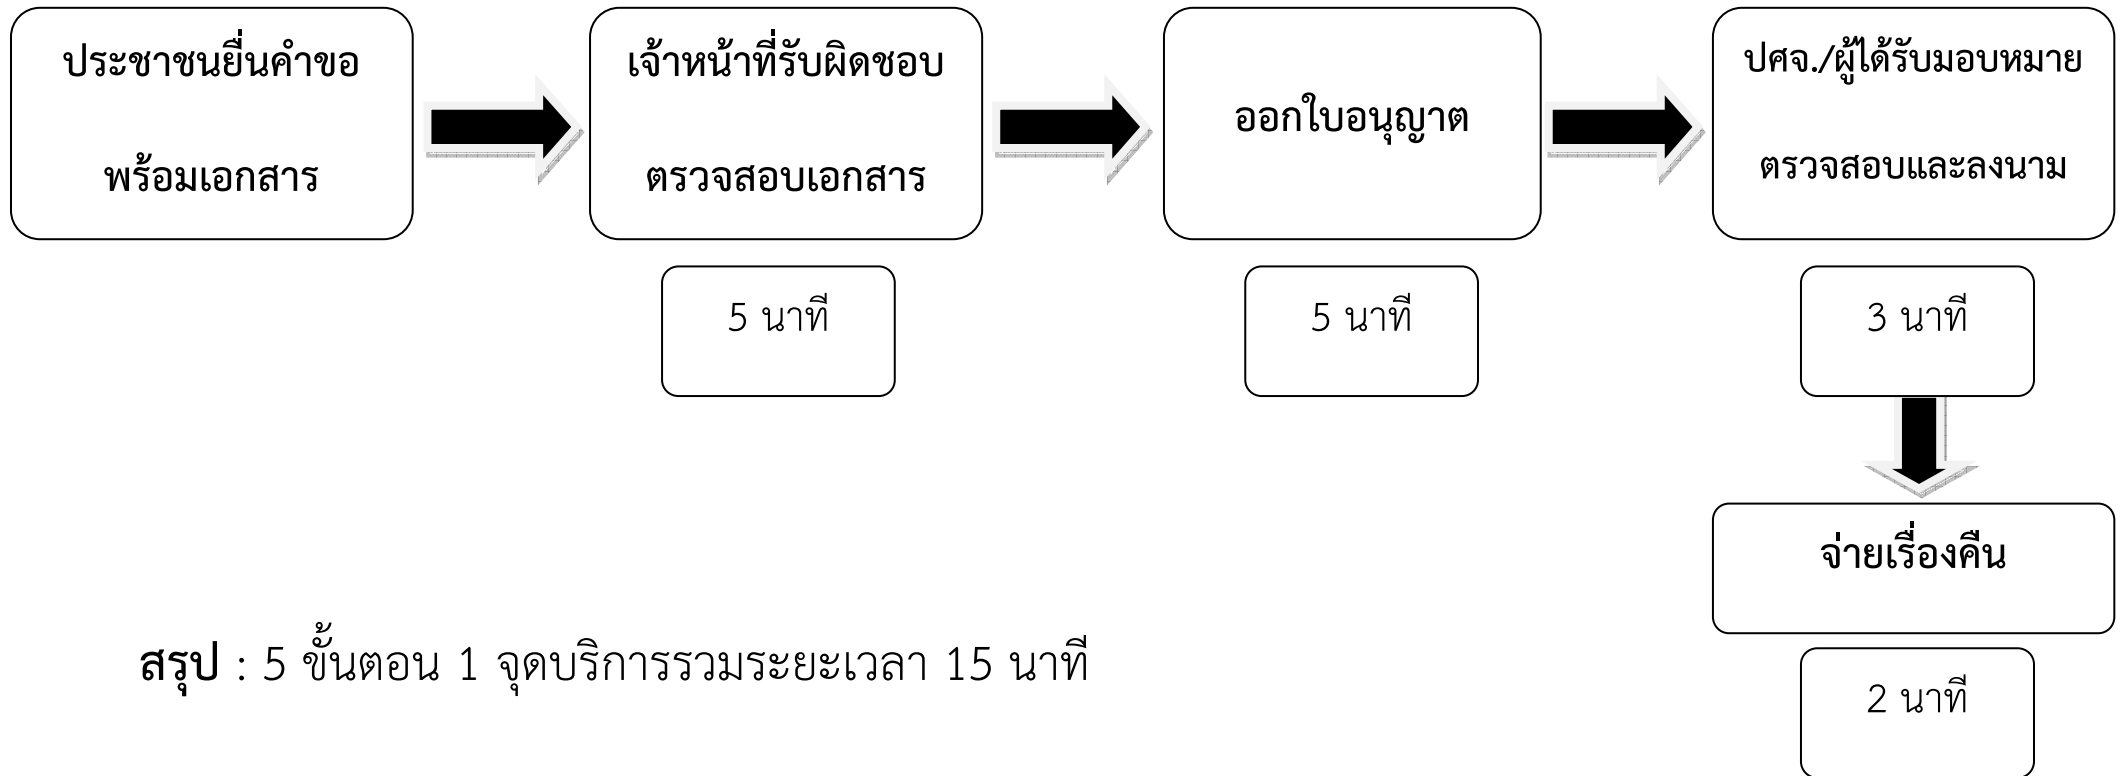 ประชาชนยื่นคำขอ
พร้อมเอกสาร
เจ้าหน้าที่รับผิดชอบ
ตรวจสอบเอกสาร
5 นาที
ออกใบอนุญาต
5 นาที
ปศจ./ผู้ได้รับมอบหมาย
ตรวจสอบและลงนาม
3 นาที
จ่ายเรื่องคืน
2 นาที
สรุป : 5 ขั้นตอน 1 จุดบริการรวมระยะเวลา 15 นาที